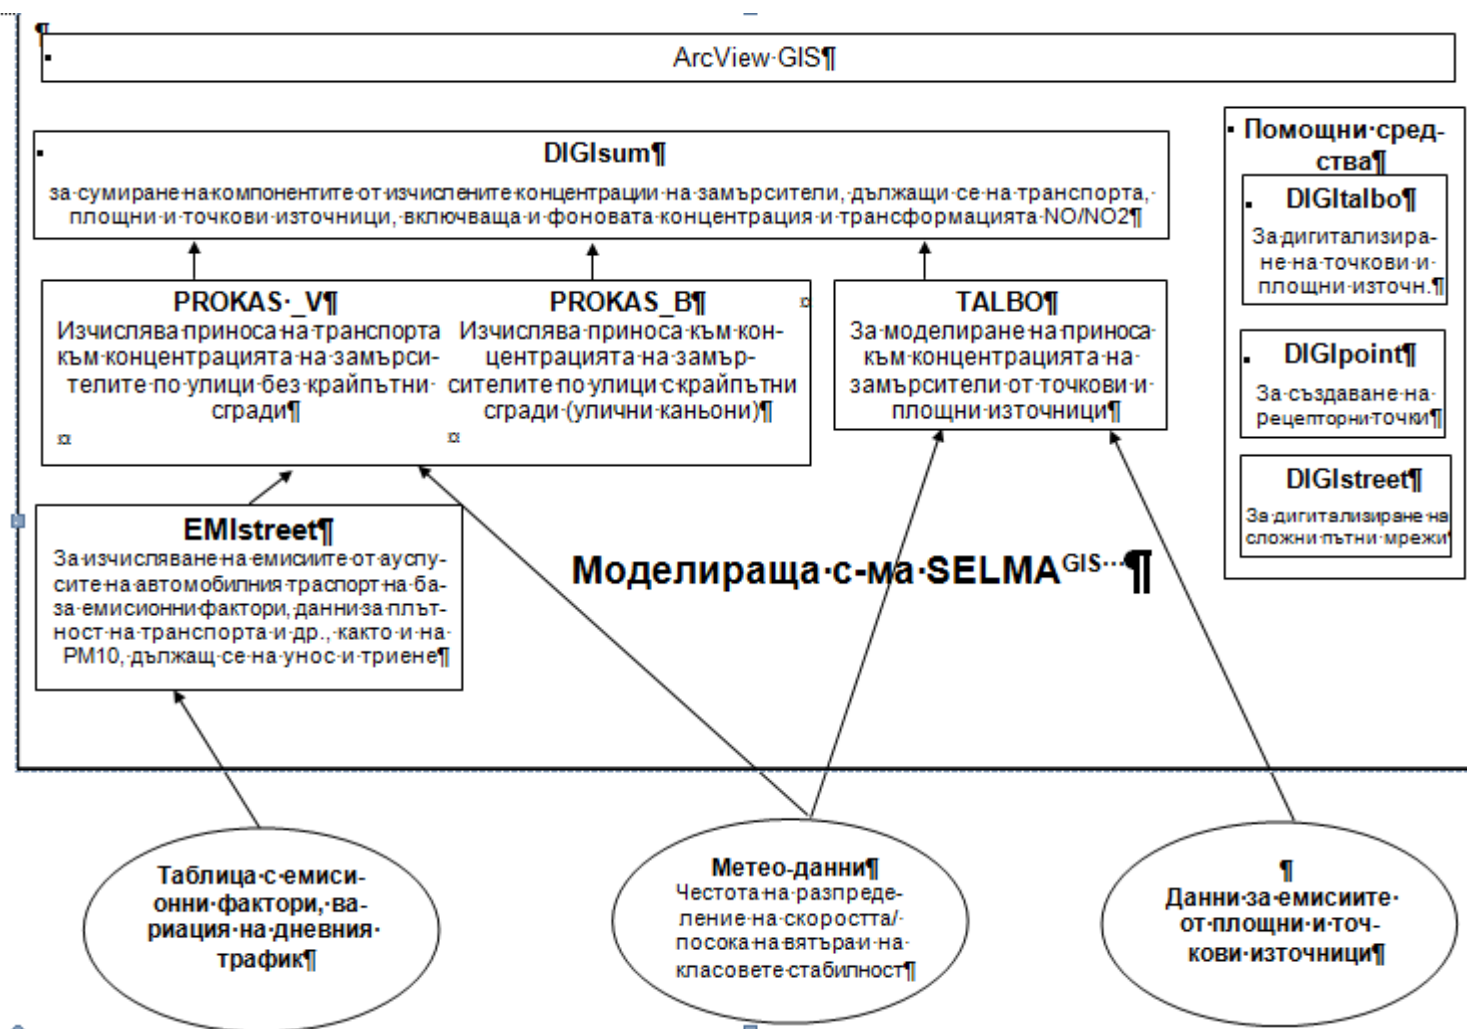 ArcView GIS
DIGIsum
за сумиране на компонентите от изчислените концентрации на замърсители, дължащи се на транспорта,
площни и точкови източници, включваща и фоновата концентрация и трансформацията NO/NO2
PROKAS _V
Изчислява приноса на транспорта
към концентрацията на замърси-
телите по улици без крайпътни
сгради
PROKAS_B
Изчислява приноса към кон-
центрацията на замър-
сителите по улици с крайпътни
сгради (улични каньони)
TALBO
За моделиране на приноса
към концентрацията на
замърсители от точкови и
площни източници
Помощни сред-
ства
DIGItalbo
За дигитализира-
не на точкови и
площни източн.
DIGIpoint
За създаване на
рецепторни точки
DIGIstreet
За дигитализиране на
сложни пътни мрежи
EMIstreet
За изчисляване на емисиите от ауспу-
сите на автомобилния траспорт на ба-
за емисионни фактори, данни за плът-
ност на транспорта и др., както и на
PM10, дължащ се на унос и триене
Моделираща с-ма SELMA GIS
Таблица с емиси-
онни фактори, ва-
риация на дневния
трафик
Метео-данни
Честота на разпреде-
ление на скоростта/
посока на вятъра и на
класовете стабилност
Данни за емисиите
от площни и точ-
кови източници